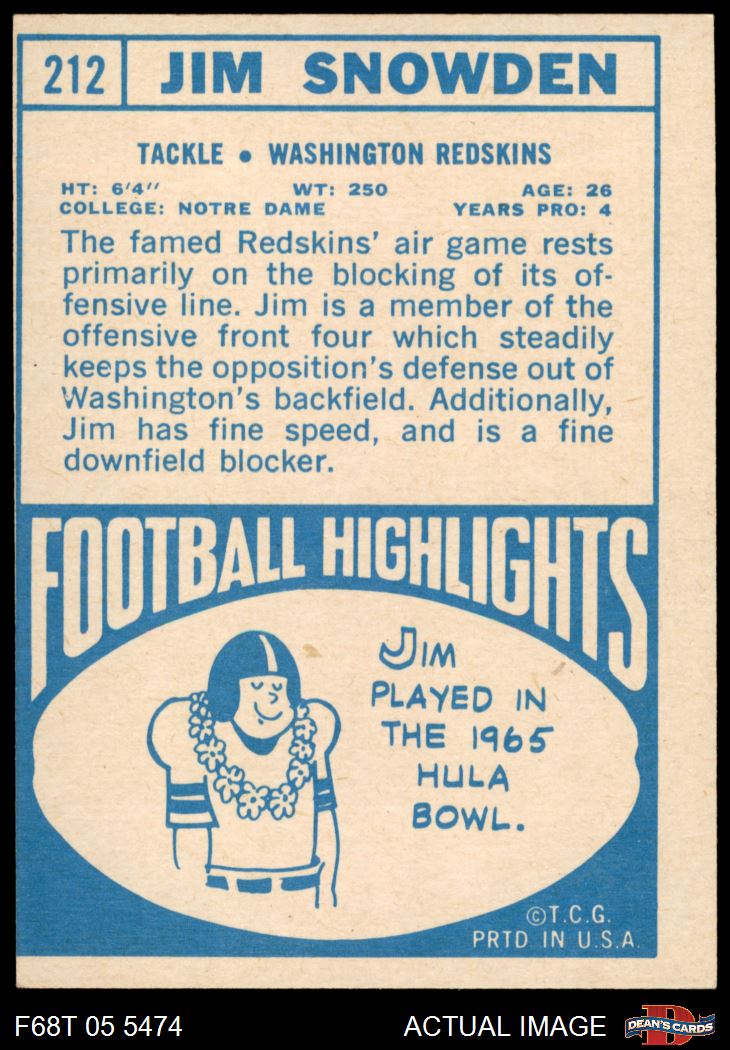 212 JIM SNOWDEN
TACKLE • WASHINGTON REDSKINS
HT: 6'4" WT: 250 AGE: 26
COLLEGE: NOTRE DAME YEARS PRO: 4
The famed Redskins' air game rests
primarily on the blocking of its of-
fensive line. Jim is a member of the
offensive front four which steadily
keeps the opposition's defense out of
Washington's backfield. Additionally,
Jim has fine speed, and is a fine
downfield blocker.
FOOTBALL HIGHLIGHTS
JIM
PLAYED IN
THE 1965
HULA
BOWL.
©T.C.G.
PRTD IN U.S.A.
F68T 05 5474 ACTUAL IMAGE
D
DEAN'S CARDS